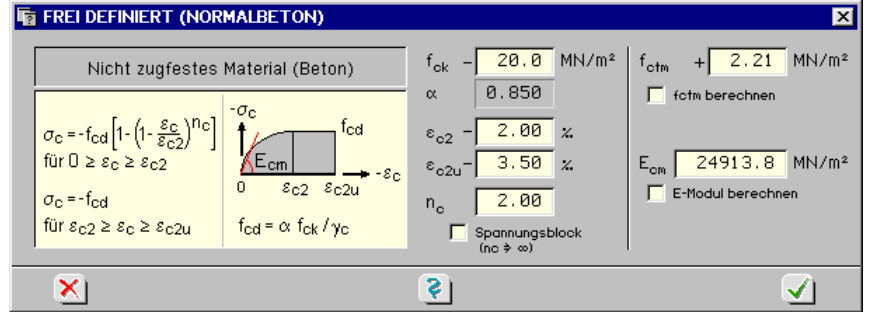 FREI DEFINIERT (NORMALBETON)
Nicht zugfestes Material (Beton)
σc = -fcd [1-(1-εc/εc2)^nc]
für 0 ≥ εc ≥ εc2
σc = -fcd
für εc2 ≥ εc ≥ εc2u
-σc
fcd
Ecm
-εc
0 εc2 εc2u
fcd = α fck / γc
fck - 20.0 MN/m²
α 0.850
εc2 - 2.00 ‰
εc2u - 3.50 ‰
nc 2.00
Spannungsblock
(nc → ∞)
fctm + 2.21 MN/m²
fctm berechnen
Ecm 24913.8 MN/m²
E-Modul berechnen